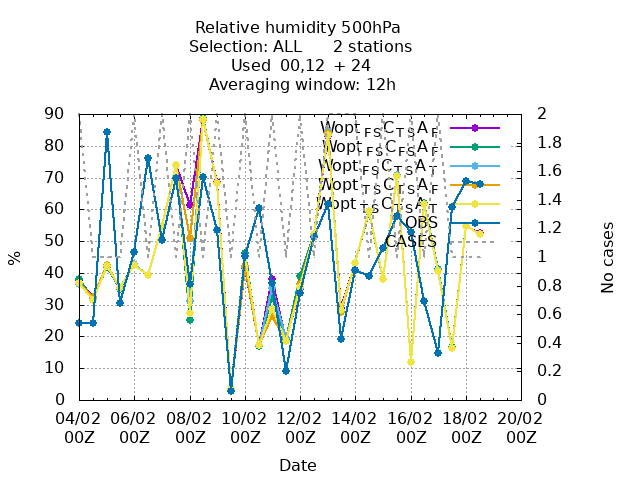 Relative humidity 500hPa
Selection: ALL 2 stations
Used 00,12 + 24
Averaging window: 12h
90 2
80 1.8
70 1.6
60 1.4
50 1.2
40 1
30 0.8
20 0.6
10 0.4
0.2
0 0
Wopt FS C TS A F
Wopt FS C FS A F
Wopt FS C TS A T
Wopt TS C TS A F
Wopt TS C TS A T
OBS
CASES
%
No cases
04/02 06/02 08/02 10/02 12/02 14/02 16/02 18/02 20/02
00Z 00Z 00Z 00Z 00Z 00Z 00Z 00Z 00Z
Date